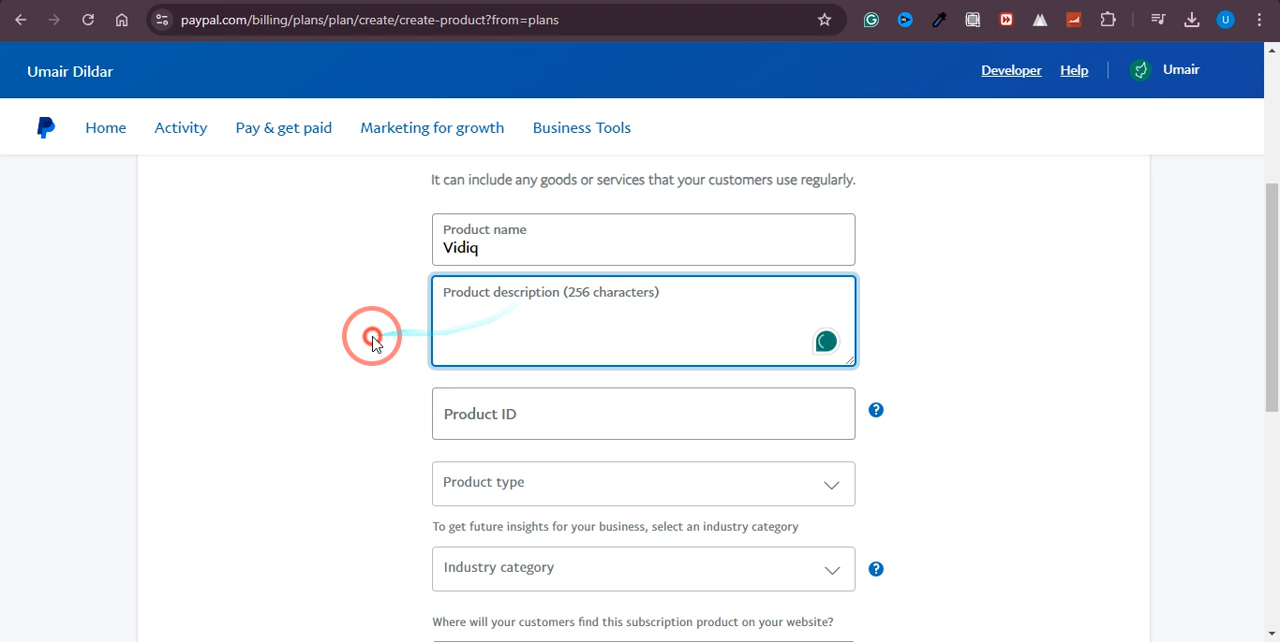 paypal.com/billing/plans/plan/create/create-product?from=plans
U
Umair Dildar
Developer
Help
Umair
Home
Activity
Pay & get paid
Marketing for growth
Business Tools
It can include any goods or services that your customers use regularly.
Product name
Vidiq
Product description (256 characters)
Product ID
?
Product type
To get future insights for your business, select an industry category
Industry category
?
Where will your customers find this subscription product on your website?